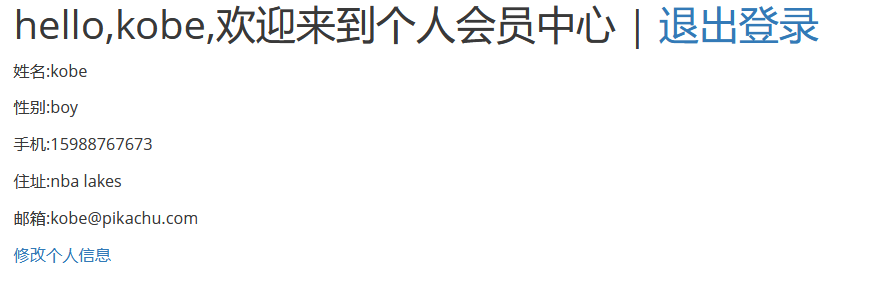 hello,kobe,欢迎来到个人会员中心 | 退出登录
姓名:kobe
性别:boy
手机:15988767673
住址:nba lakes
邮箱:kobe@pikachu.com
修改个人信息